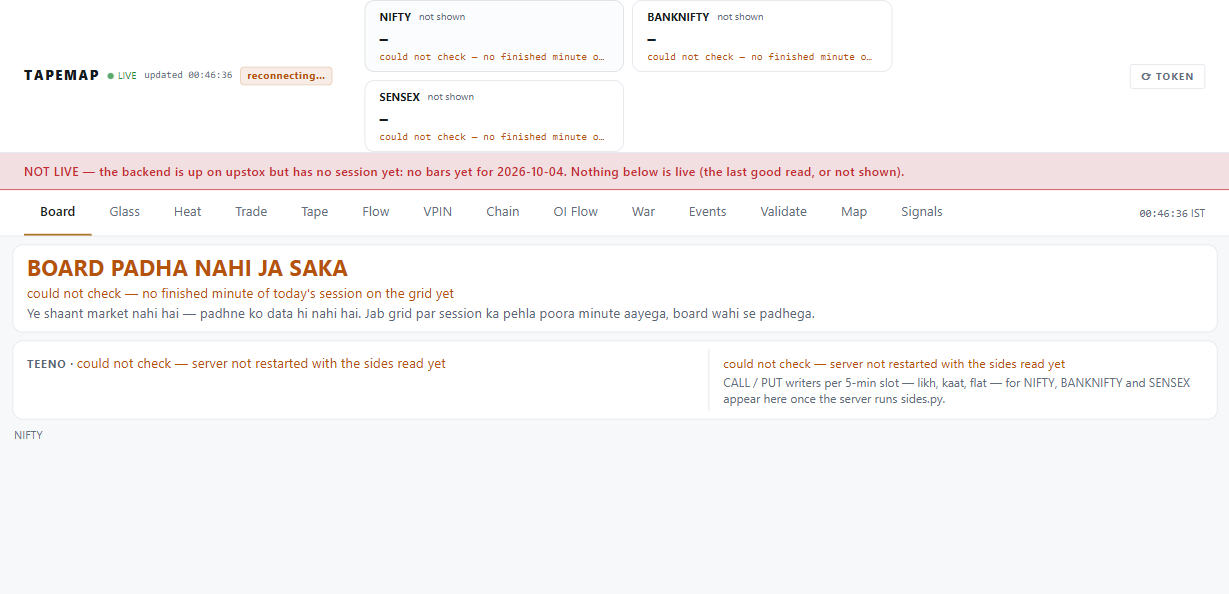 TAPEMAP ● LIVE updated 00:46:36 reconnecting…
NIFTY not shown
—
could not check — no finished minute o…
BANKNIFTY not shown
—
could not check — no finished minute o…
SENSEX not shown
—
could not check — no finished minute o…
⟳ TOKEN
NOT LIVE — the backend is up on upstox but has no session yet: no bars yet for 2026-10-04. Nothing below is live (the last good read, or not shown).
Board Glass Heat Trade Tape Flow VPIN Chain OI Flow War Events Validate Map Signals 00:46:36 IST
BOARD PADHA NAHI JA SAKA
could not check — no finished minute of today's session on the grid yet
Ye shaant market nahi hai — padhne ko data hi nahi hai. Jab grid par session ka pehla poora minute aayega, board wahi se padhega.
TEENO · could not check — server not restarted with the sides read yet
could not check — server not restarted with the sides read yet
CALL / PUT writers per 5-min slot — likh, kaat, flat — for NIFTY, BANKNIFTY and SENSEX
appear here once the server runs sides.py.
NIFTY